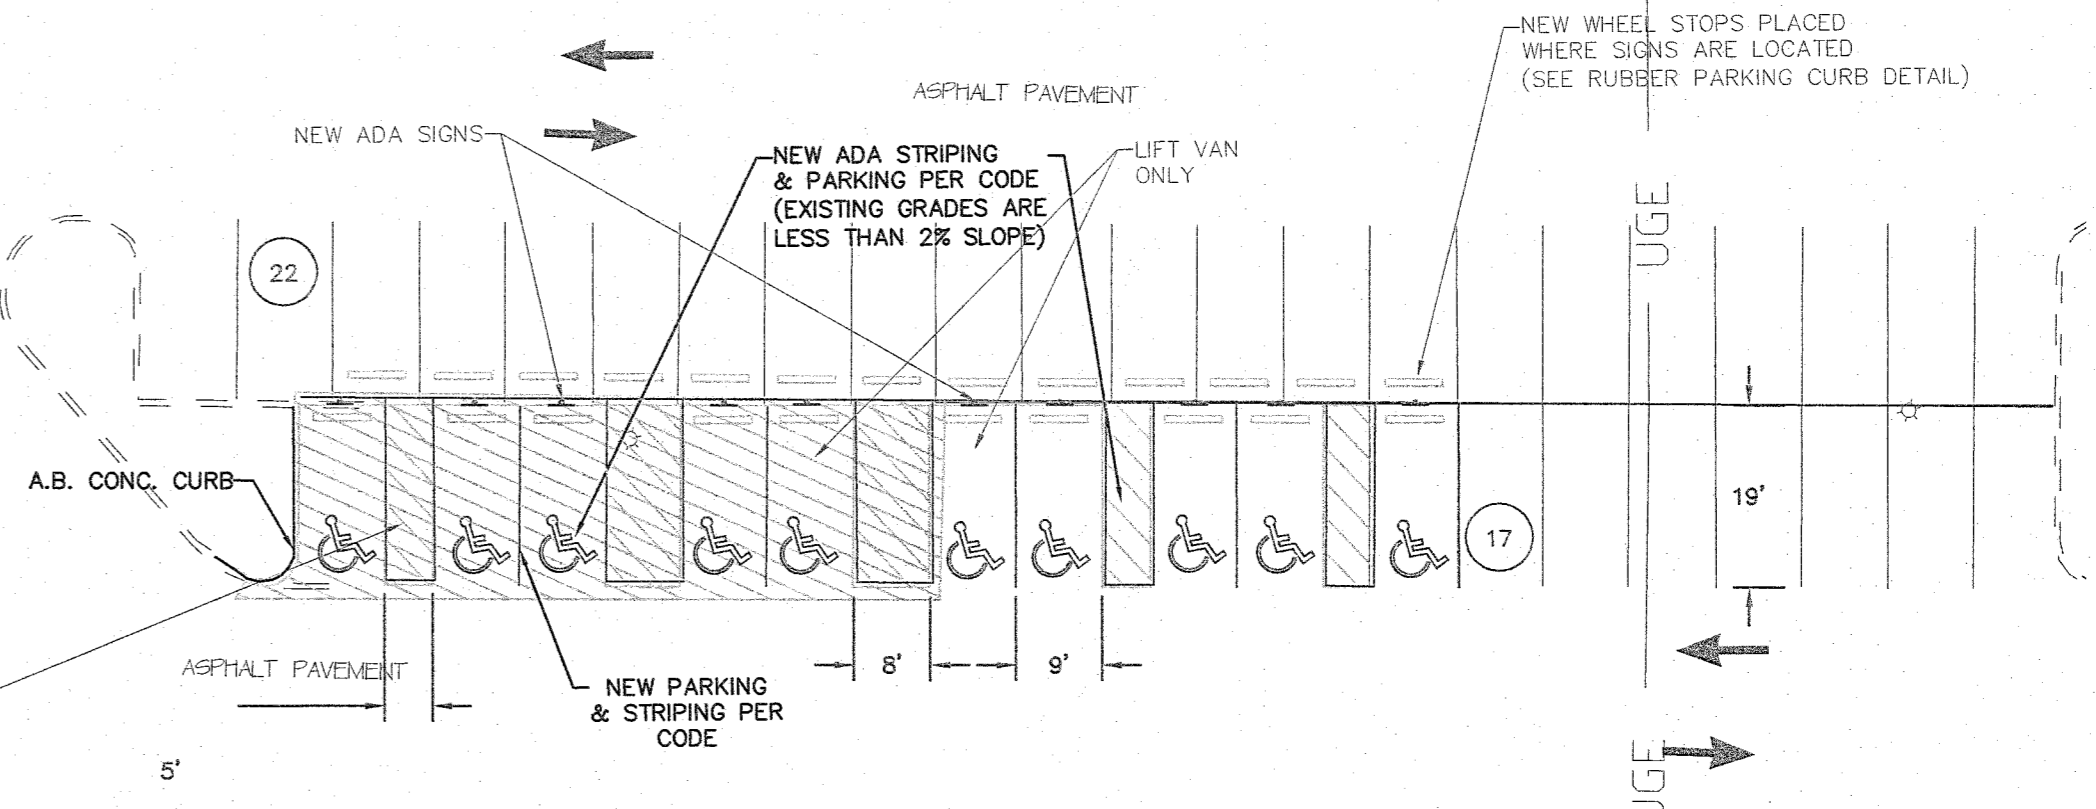 NEW WHEEL STOPS PLACED
WHERE SIGNS ARE LOCATED
(SEE RUBBER PARKING CURB DETAIL)
ASPHALT PAVEMENT
NEW ADA SIGNS
NEW ADA STRIPING
& PARKING PER CODE
(EXISTING GRADES ARE
LESS THAN 2% SLOPE)
LIFT VAN
ONLY
UGE
22
A.B. CONC. CURB
19'
17
ASPHALT PAVEMENT
8'
9'
NEW PARKING
& STRIPING PER
CODE
5'
UGE